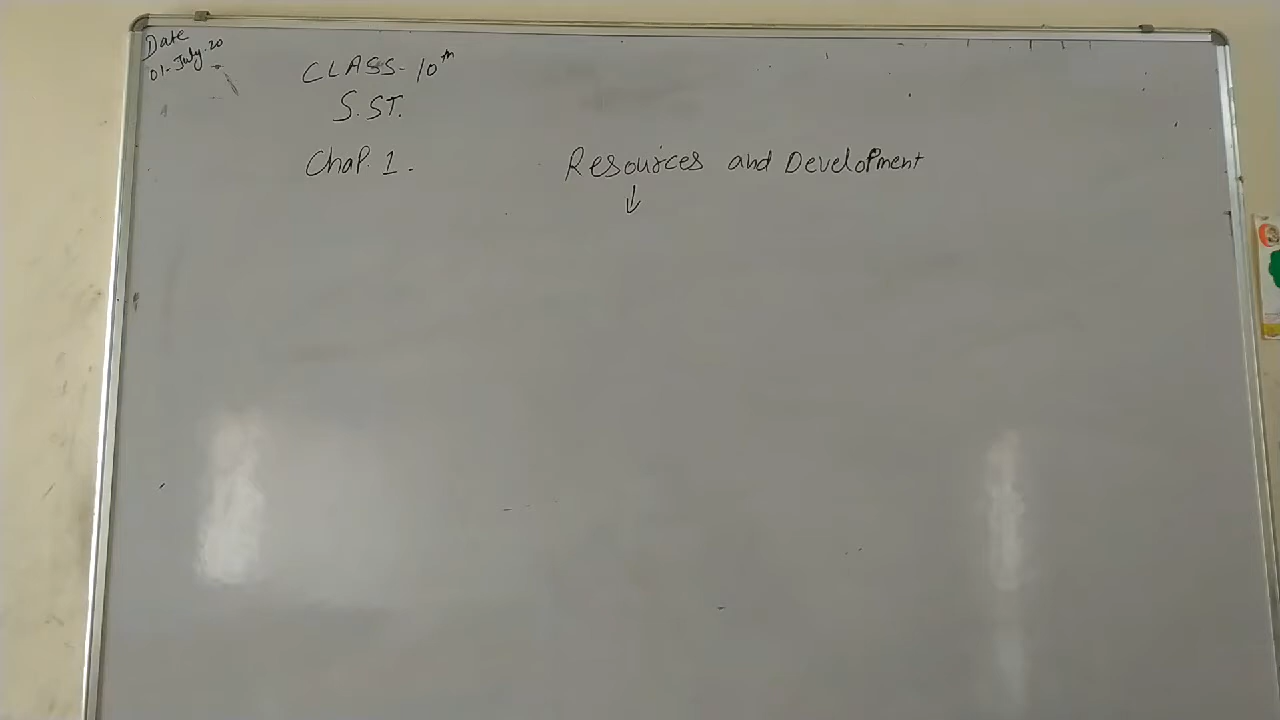 Date
01-July-20
CLASS-10th
S.ST.
Chap. 1.
Resources and Development
↓